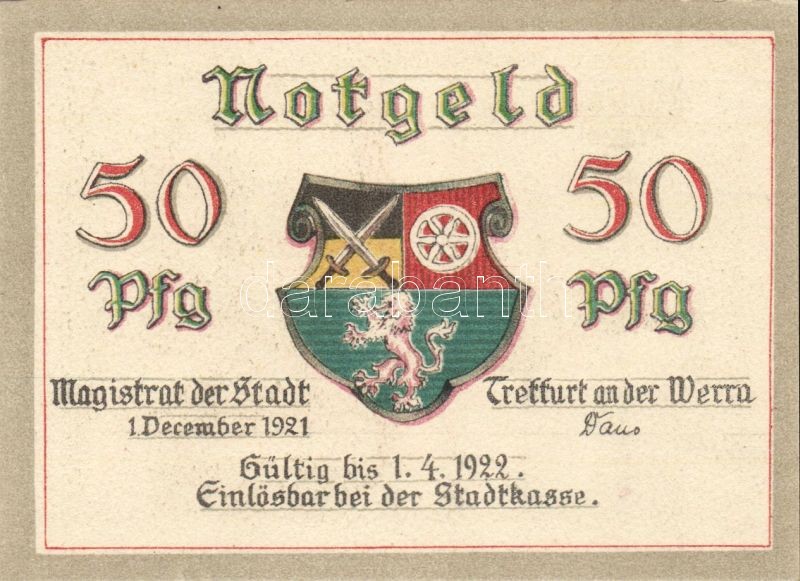 Notgeld
50 50
Pfg Pfg
darabanth
Magistrat der Stadt Treffurt an der Werra
1. December 1921
Gültig bis 1. 4. 1922.
Einlösbar bei der Stadtkasse.